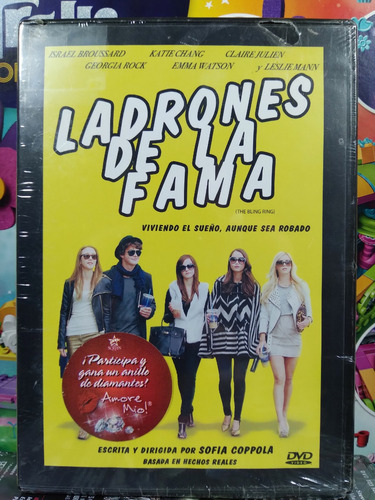 ISRAEL BROUSSARD KATIE CHANG CLAIRE JULIEN
GEORGIA ROCK EMMA WATSON y LESLIE MANN
LADRONES
DE LA
FAMA
(THE BLING RING)
VIVIENDO EL SUEÑO, AUNQUE SEA ROBADO
¡Participa y
gana un anillo
de diamantes!
Amore
Mio!
ESCRITA Y DIRIGIDA POR SOFIA COPPOLA
BASADA EN HECHOS REALES
DVD
VIDEO